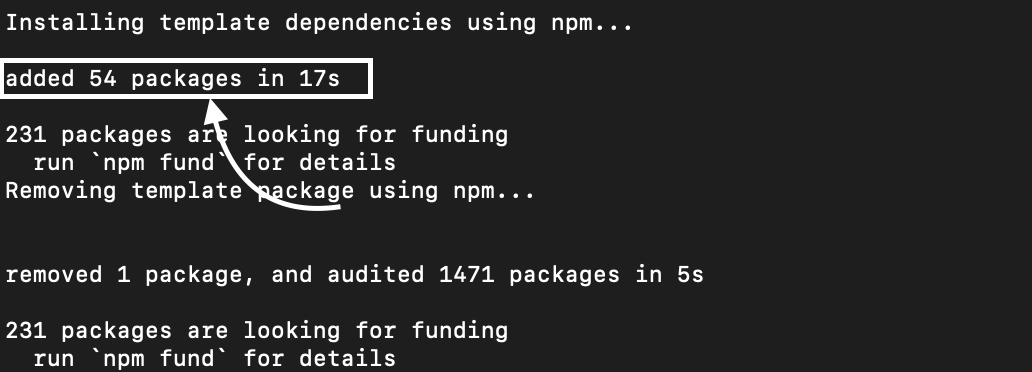 Installing template dependencies using npm...
added 54 packages in 17s
231 packages are looking for funding
  run `npm fund` for details
Removing template package using npm...
removed 1 package, and audited 1471 packages in 5s
231 packages are looking for funding
  run `npm fund` for details